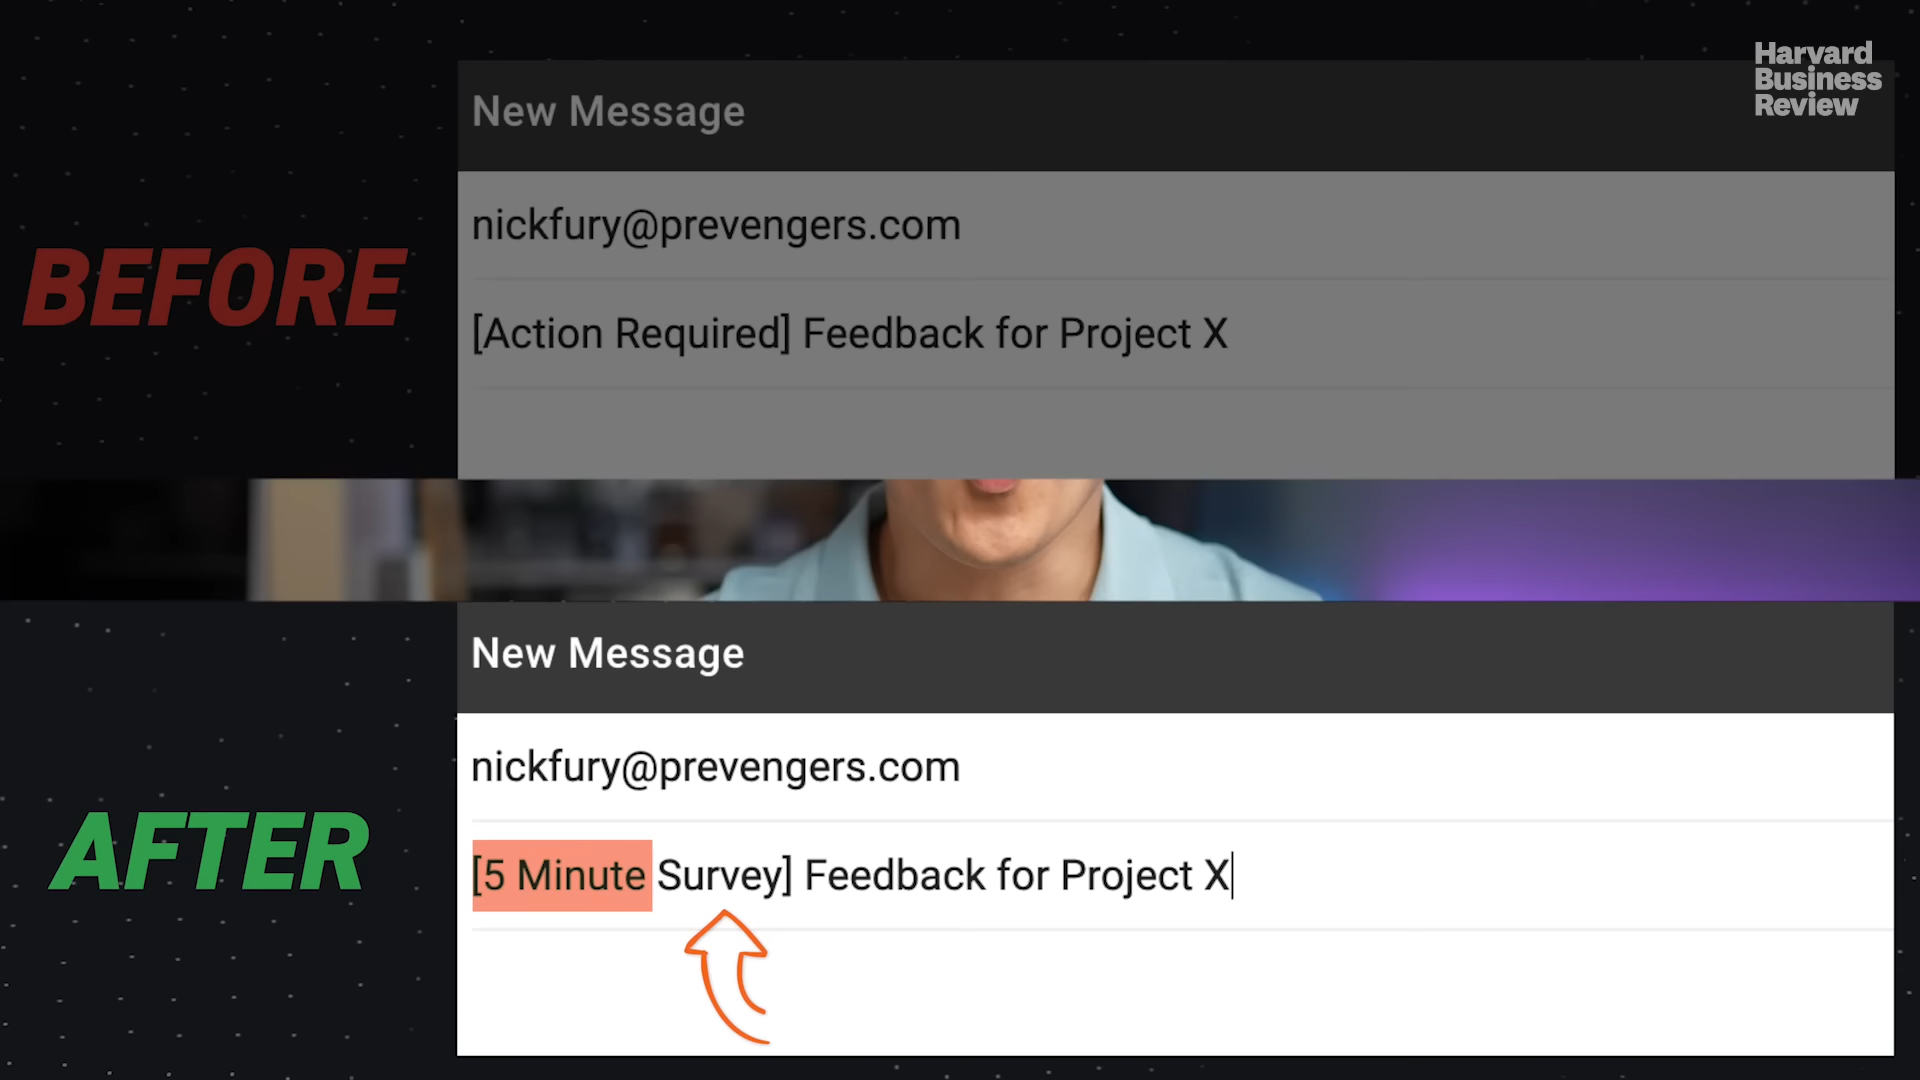 Harvard
Business
Review
New Message
nickfury@prevengers.com
BEFORE
[Action Required] Feedback for Project X
New Message
nickfury@prevengers.com
AFTER
[5 Minute Survey] Feedback for Project X